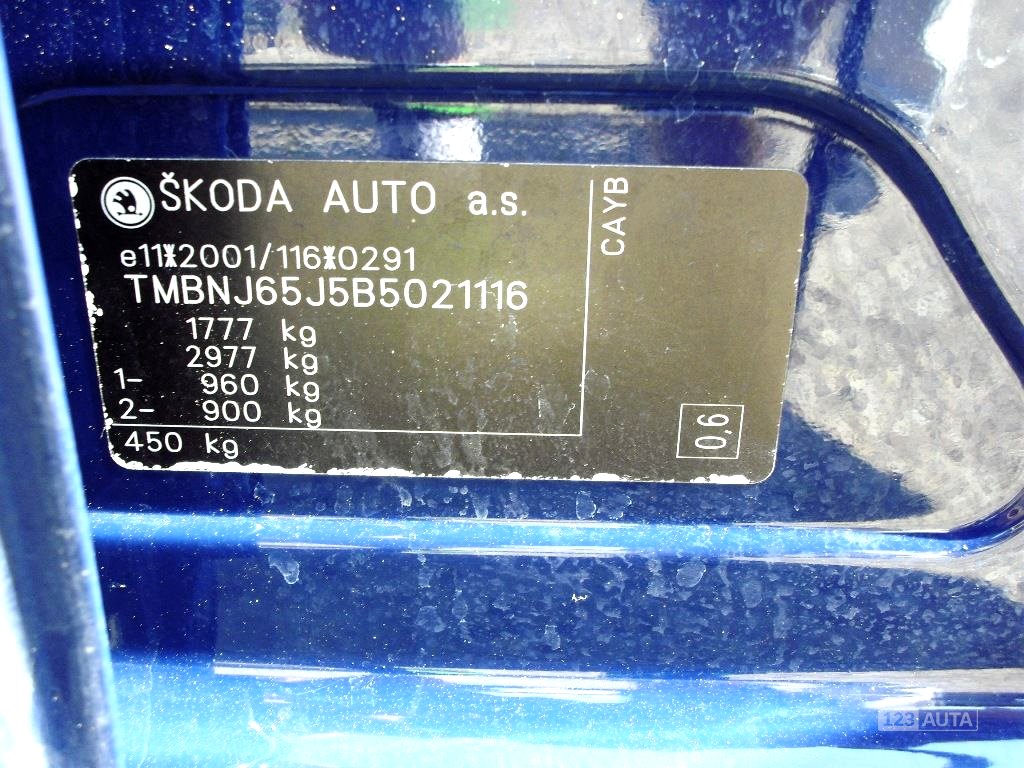 ŠKODA AUTO a.s.
e11*2001/116*0291
TMBNJ65J5B5021116
1777 kg
2977 kg
1- 960 kg
2- 900 kg
450 kg
CAYB
0,6
123 AUTA